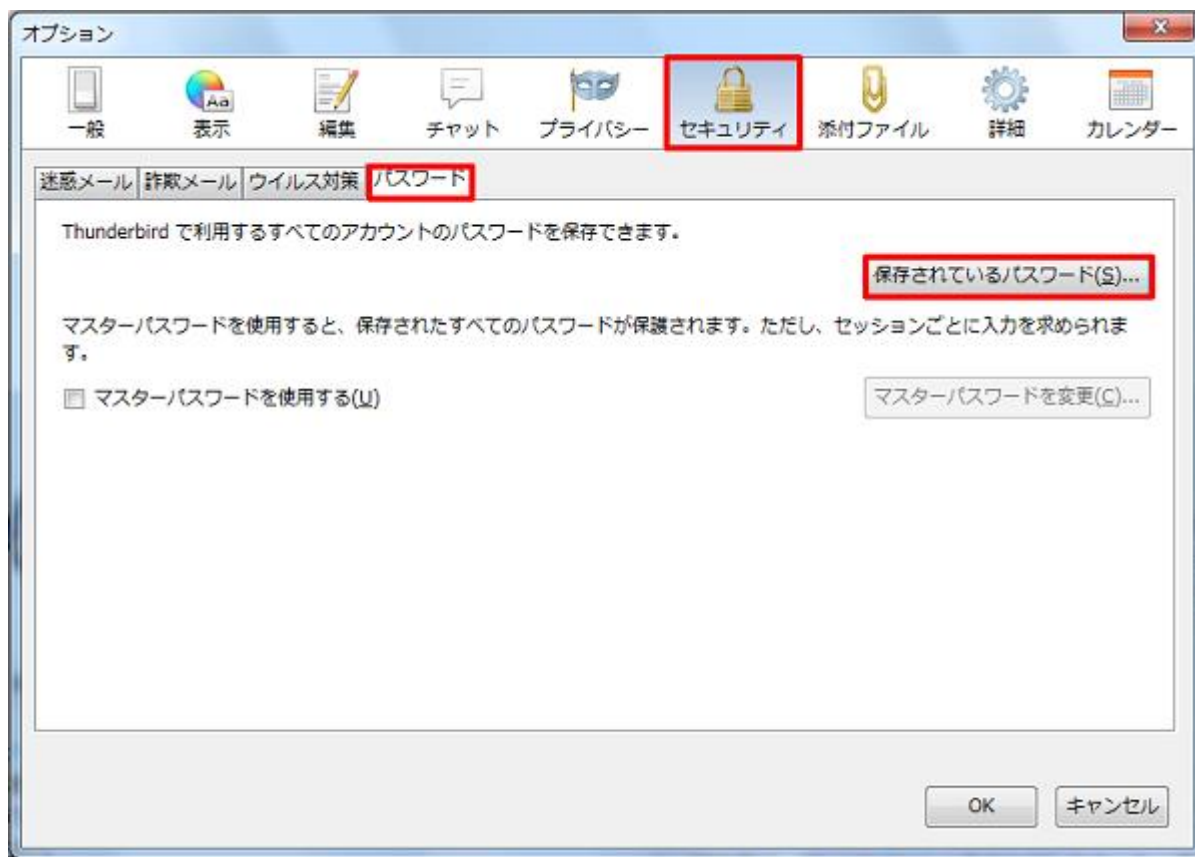 オプション
一般 表示 編集 チャット プライバシー セキュリティ 添付ファイル 詳細 カレンダー
迷惑メール 詐欺メール ウイルス対策 パスワード
Thunderbird で利用するすべてのアカウントのパスワードを保存できます。
保存されているパスワード(S)...
マスターパスワードを使用すると、保存されたすべてのパスワードが保護されます。ただし、セッションごとに入力を求められま
す。
マスターパスワードを使用する(U) マスターパスワードを変更(C)...
OK キャンセル